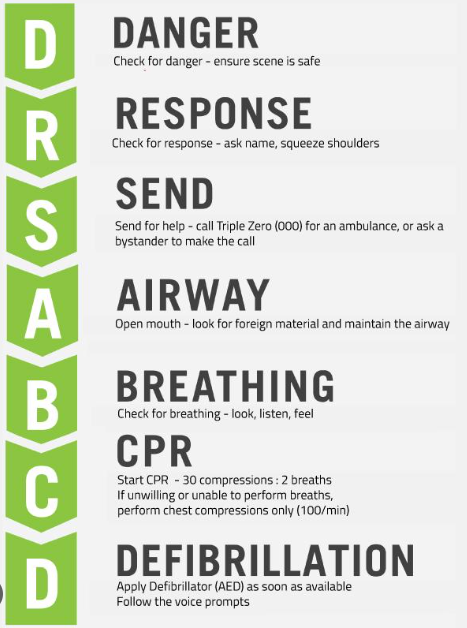 D
DANGER
Check for danger - ensure scene is safe
R
RESPONSE
Check for response - ask name, squeeze shoulders
S
SEND
Send for help - call Triple Zero (000) for an ambulance, or ask a
bystander to make the call
A
AIRWAY
Open mouth - look for foreign material and maintain the airway
B
BREATHING
Check for breathing - look, listen, feel
C
CPR
Start CPR - 30 compressions : 2 breaths
If unwilling or unable to perform breaths,
perform chest compressions only (100/min)
D
DEFIBRILLATION
Apply Defibrillator (AED) as soon as available
Follow the voice prompts